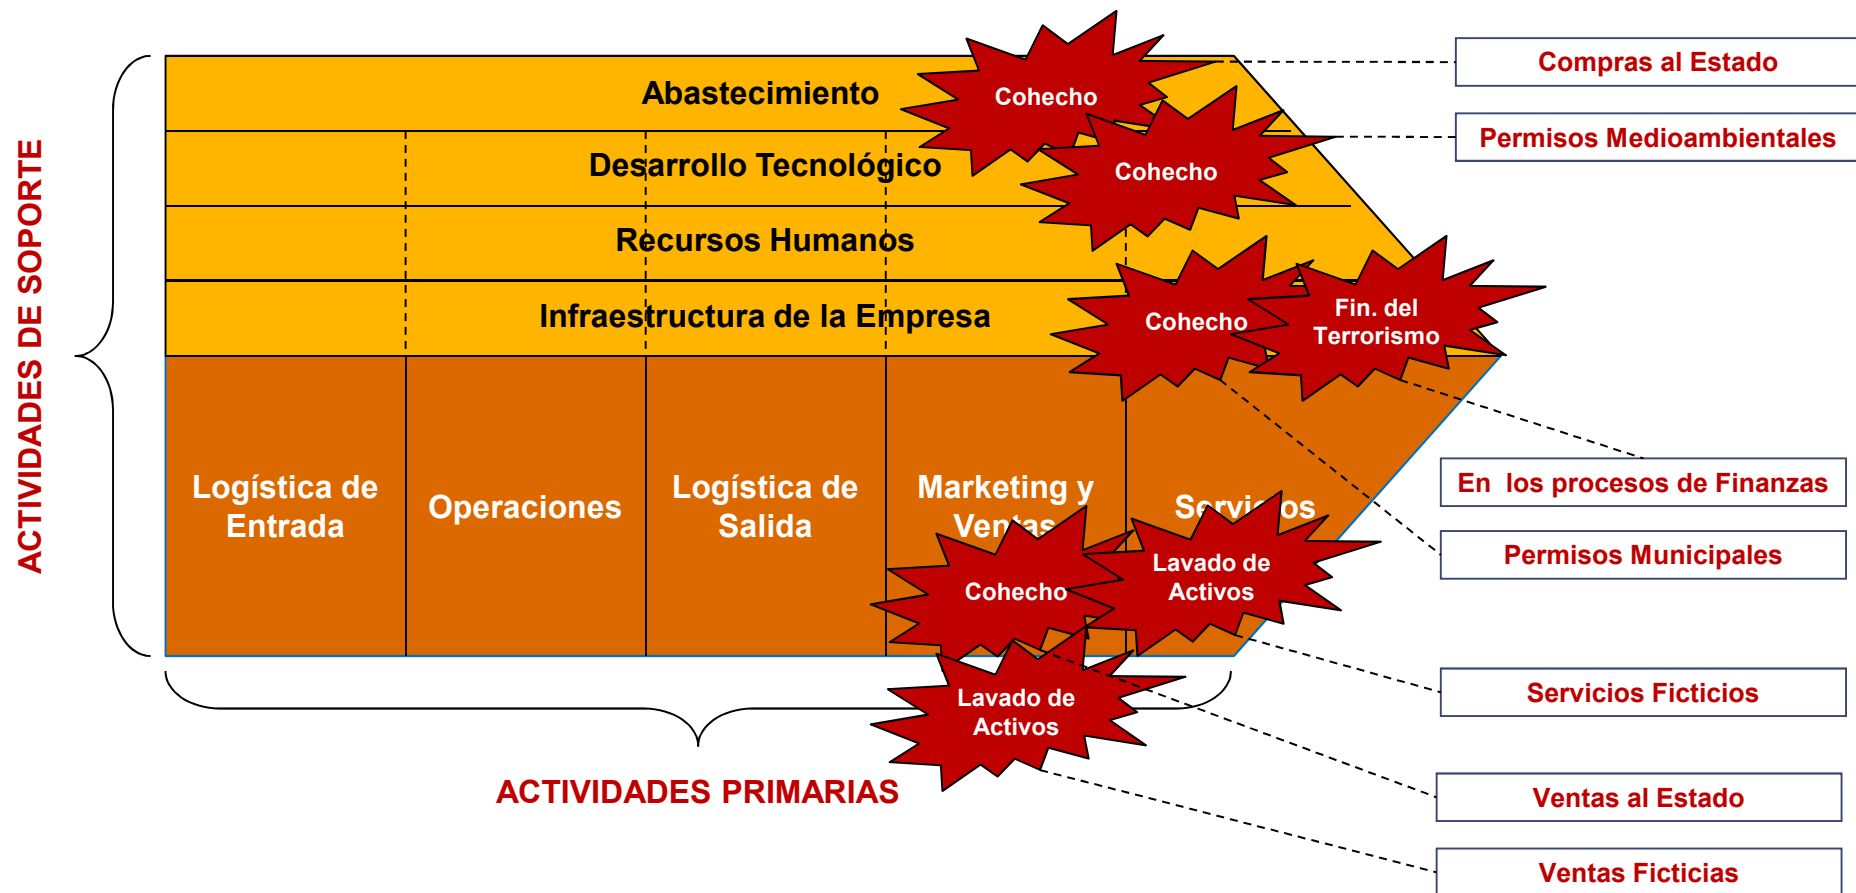 ACTIVIDADES DE SOPORTE
Abastecimiento
Cohecho
Compras al Estado
Desarrollo Tecnológico
Cohecho
Permisos Medioambientales
Recursos Humanos
Infraestructura de la Empresa
Cohecho
Fin. del
Terrorismo
Logística de
Entrada
Operaciones
Logística de
Salida
Marketing y
Ventas
Servicios
En los procesos de Finanzas
Permisos Municipales
Cohecho
Lavado de
Activos
Servicios Ficticios
Lavado de
Activos
ACTIVIDADES PRIMARIAS
Ventas al Estado
Ventas Ficticias